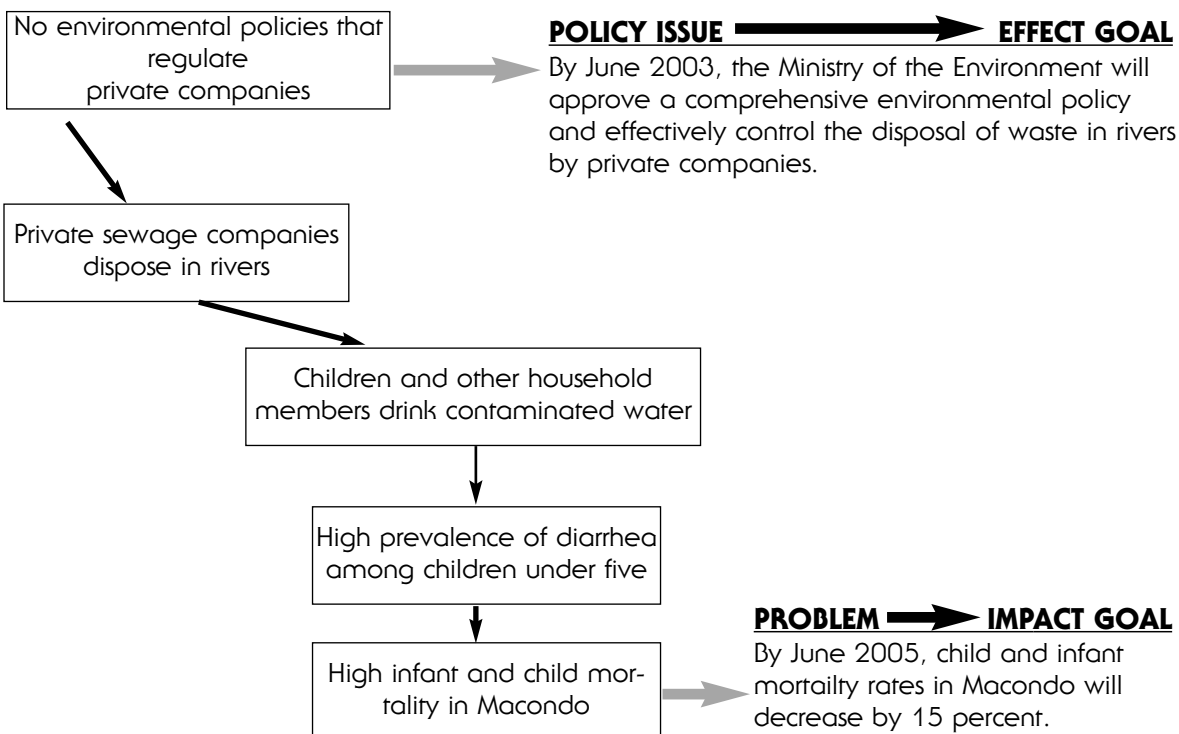 No environmental policies that
regulate
private companies
POLICY ISSUE EFFECT GOAL
By June 2003, the Ministry of the Environment will
approve a comprehensive environmental policy
and effectively control the disposal of waste in rivers
by private companies.
Private sewage companies
dispose in rivers
Children and other household
members drink contaminated water
High prevalence of diarrhea
among children under five
High infant and child mor-
tality in Macondo
PROBLEM IMPACT GOAL
By June 2005, child and infant
mortailty rates in Macondo will
decrease by 15 percent.